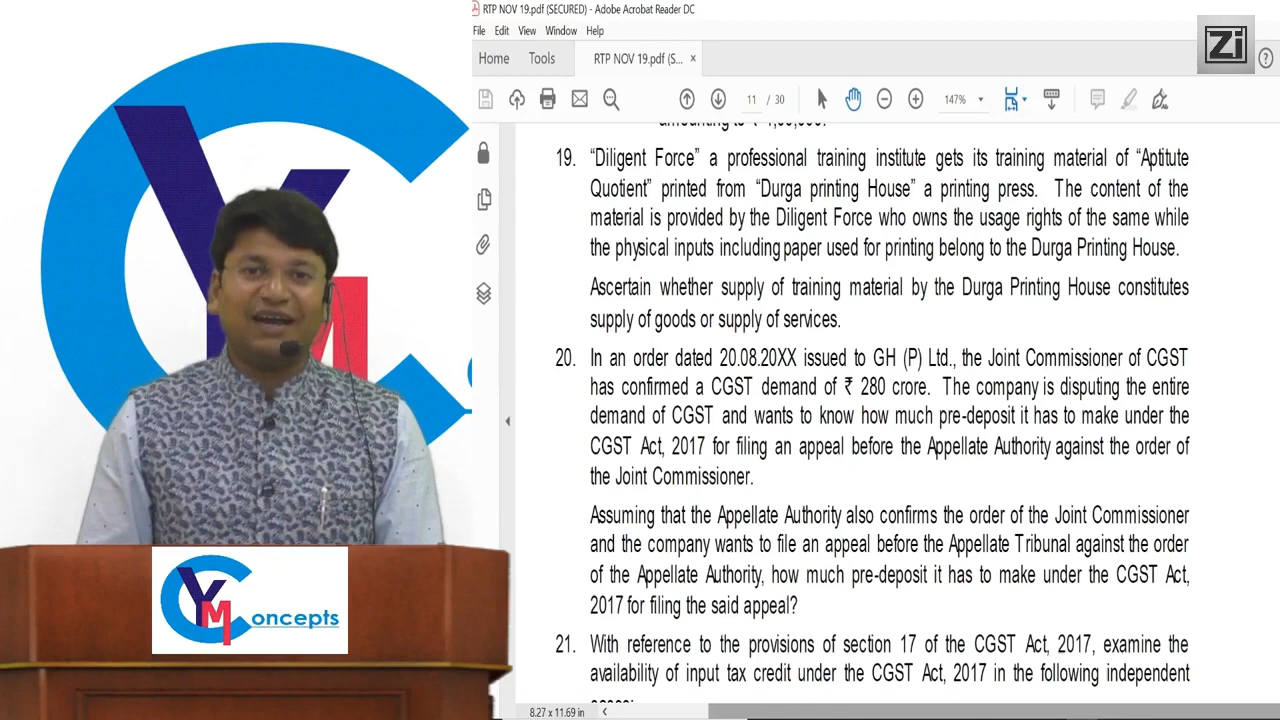 RTP NOV 19.pdf (SECURED) - Adobe Acrobat Reader DC
File Edit View Window Help
Home Tools RTP NOV 19.pdf (S... ×
Zi
11 / 30
147%
19. “Diligent Force” a professional training institute gets its training material of “Aptitute
Quotient” printed from “Durga printing House” a printing press. The content of the
material is provided by the Diligent Force who owns the usage rights of the same while
the physical inputs including paper used for printing belong to the Durga Printing House.
Ascertain whether supply of training material by the Durga Printing House constitutes
supply of goods or supply of services.
20. In an order dated 20.08.20XX issued to GH (P) Ltd., the Joint Commissioner of CGST
has confirmed a CGST demand of ₹ 280 crore. The company is disputing the entire
demand of CGST and wants to know how much pre-deposit it has to make under the
CGST Act, 2017 for filing an appeal before the Appellate Authority against the order of
the Joint Commissioner.
Assuming that the Appellate Authority also confirms the order of the Joint Commissioner
and the company wants to file an appeal before the Appellate Tribunal against the order
of the Appellate Authority, how much pre-deposit it has to make under the CGST Act,
2017 for filing the said appeal?
21. With reference to the provisions of section 17 of the CGST Act, 2017, examine the
availability of input tax credit under the CGST Act, 2017 in the following independent
8.27 x 11.69 in
YM
Concepts